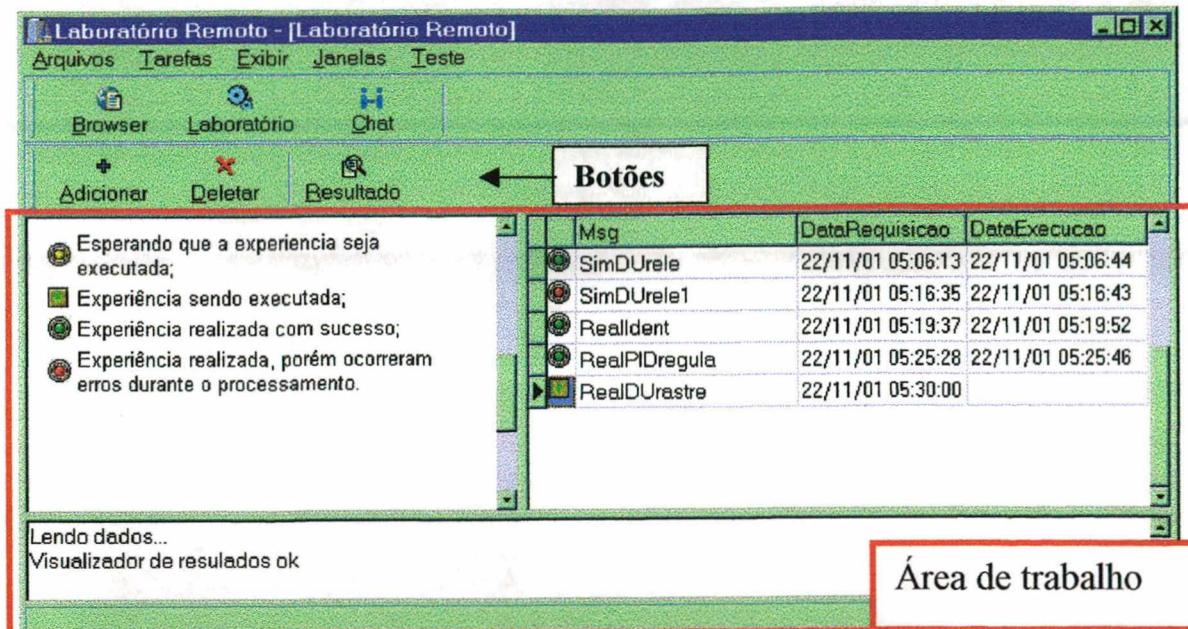 Laboratório Remoto - [Laboratório Remoto]
Arquivos Tarefas Exibir Janelas Teste
Browser Laboratório Chat
Adicionar Deletar Resultado
Botões
Esperando que a experiencia seja
executada;
Experiência sendo executada;
Experiência realizada com sucesso;
Experiência realizada, porém ocorreram
erros durante o processamento.
Msg DataRequisicao DataExecucao
SimDUrele 22/11/01 05:06:13 22/11/01 05:06:44
SimDUrele1 22/11/01 05:16:35 22/11/01 05:16:43
RealIdent 22/11/01 05:19:37 22/11/01 05:19:52
RealPIDregula 22/11/01 05:25:28 22/11/01 05:25:46
RealDUrastre 22/11/01 05:30:00
Lendo dados...
Visualizador de resulados ok
Área de trabalho